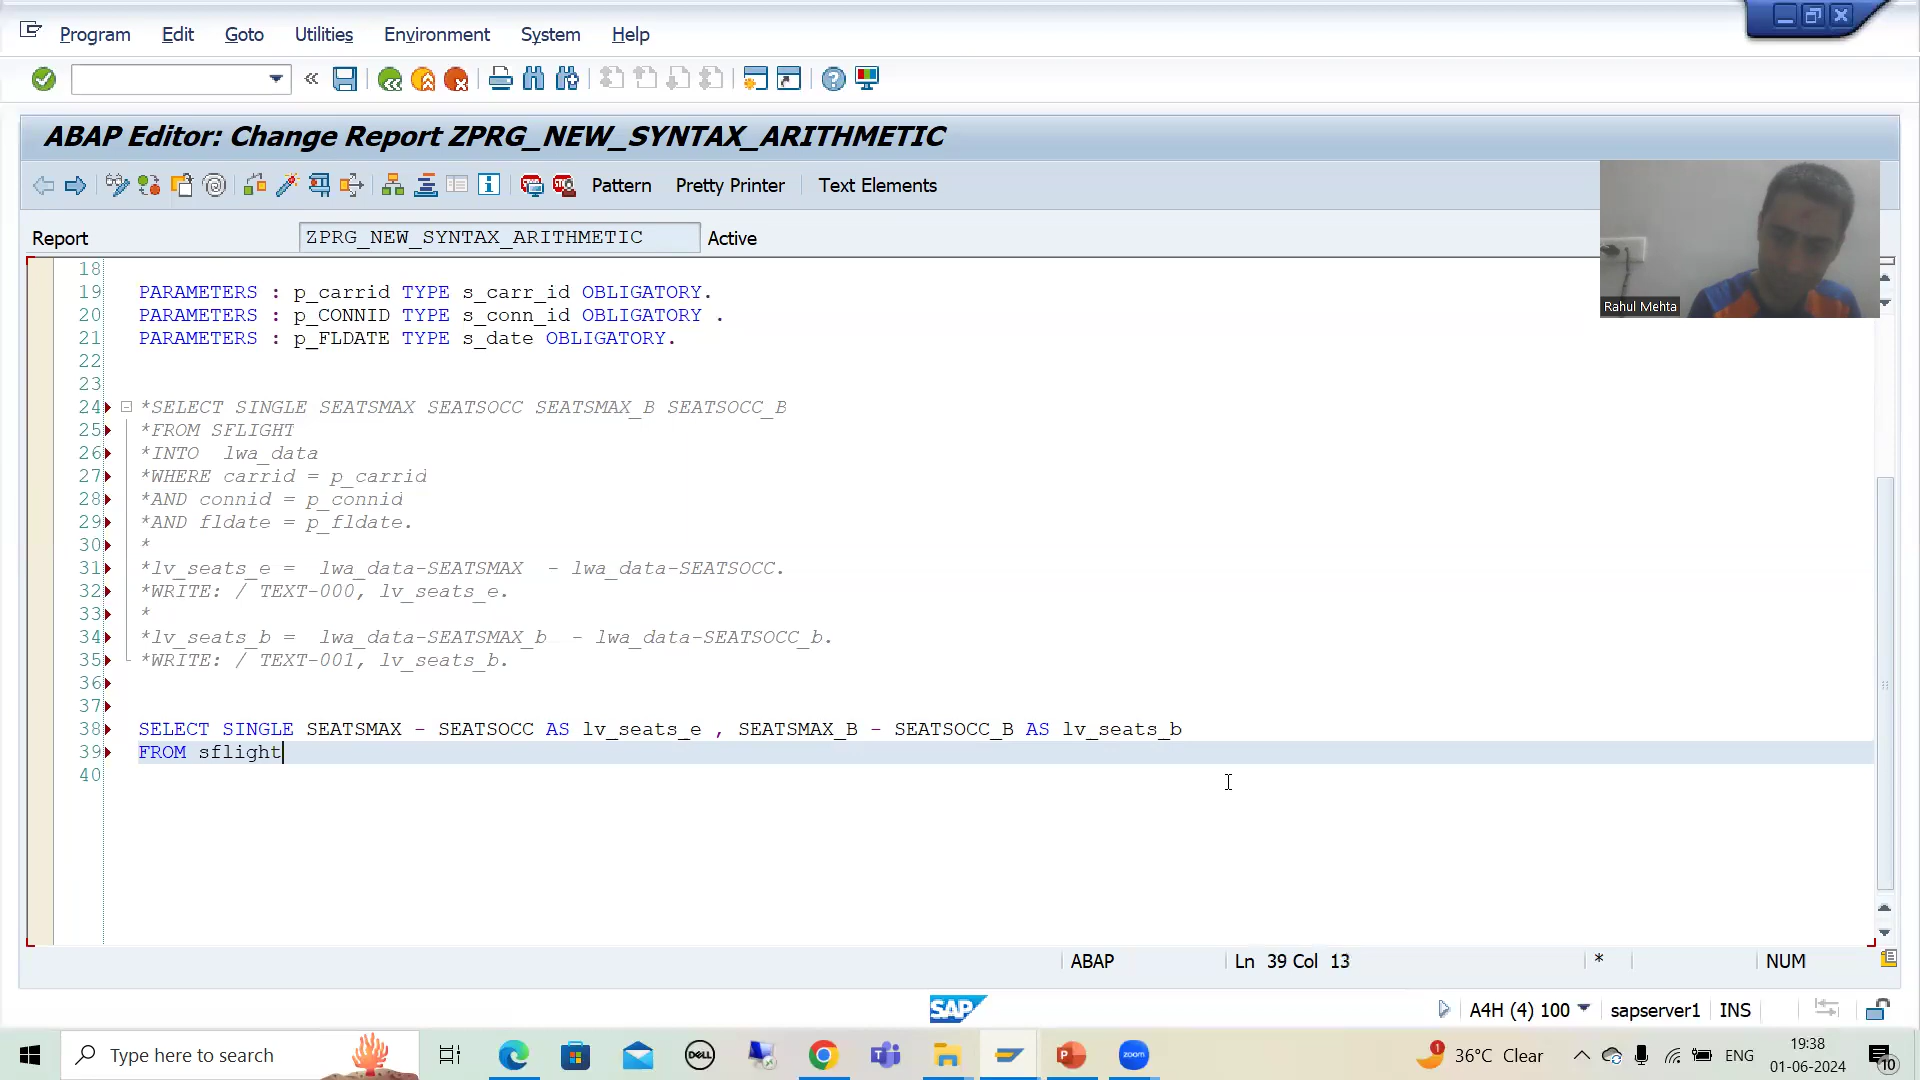 Program Edit Goto Utilities Environment System Help
ABAP Editor: Change Report ZPRG_NEW_SYNTAX_ARITHMETIC
Pattern Pretty Printer Text Elements
Report ZPRG_NEW_SYNTAX_ARITHMETIC Active
Rahul Mehta
18
19 PARAMETERS : p_carrid TYPE s_carr_id OBLIGATORY.
20 PARAMETERS : p_CONNID TYPE s_conn_id OBLIGATORY .
21 PARAMETERS : p_FLDATE TYPE s_date OBLIGATORY.
22
23
24 *SELECT SINGLE SEATSMAX SEATSOCC SEATSMAX_B SEATSOCC_B
25 *FROM SFLIGHT
26 *INTO lwa_data
27 *WHERE carrid = p_carrid
28 *AND connid = p_connid
29 *AND fldate = p_fldate.
30 *
31 *lv_seats_e = lwa_data-SEATSMAX - lwa_data-SEATSOCC.
32 *WRITE: / TEXT-000, lv_seats_e.
33 *
34 *lv_seats_b = lwa_data-SEATSMAX_b - lwa_data-SEATSOCC_b.
35 *WRITE: / TEXT-001, lv_seats_b.
36
37
38 SELECT SINGLE SEATSMAX - SEATSOCC AS lv_seats_e , SEATSMAX_B - SEATSOCC_B AS lv_seats_b
39 FROM sflight
40
ABAP Ln 39 Col 13 * NUM
SAP A4H (4) 100 sapserver1 INS
Type here to search DELL zoom 1 36°C Clear ENG 19:38
01-06-2024 10